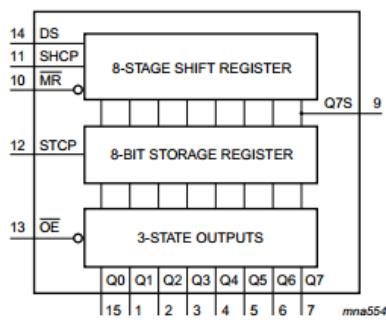 14 DS
11 SHCP
10 MR
8-STAGE SHIFT REGISTER
Q7S 9
12 STCP
8-BIT STORAGE REGISTER
13 OE
3-STATE OUTPUTS
Q0 Q1 Q2 Q3 Q4 Q5 Q6 Q7
15 1 2 3 4 5 6 7
mna554